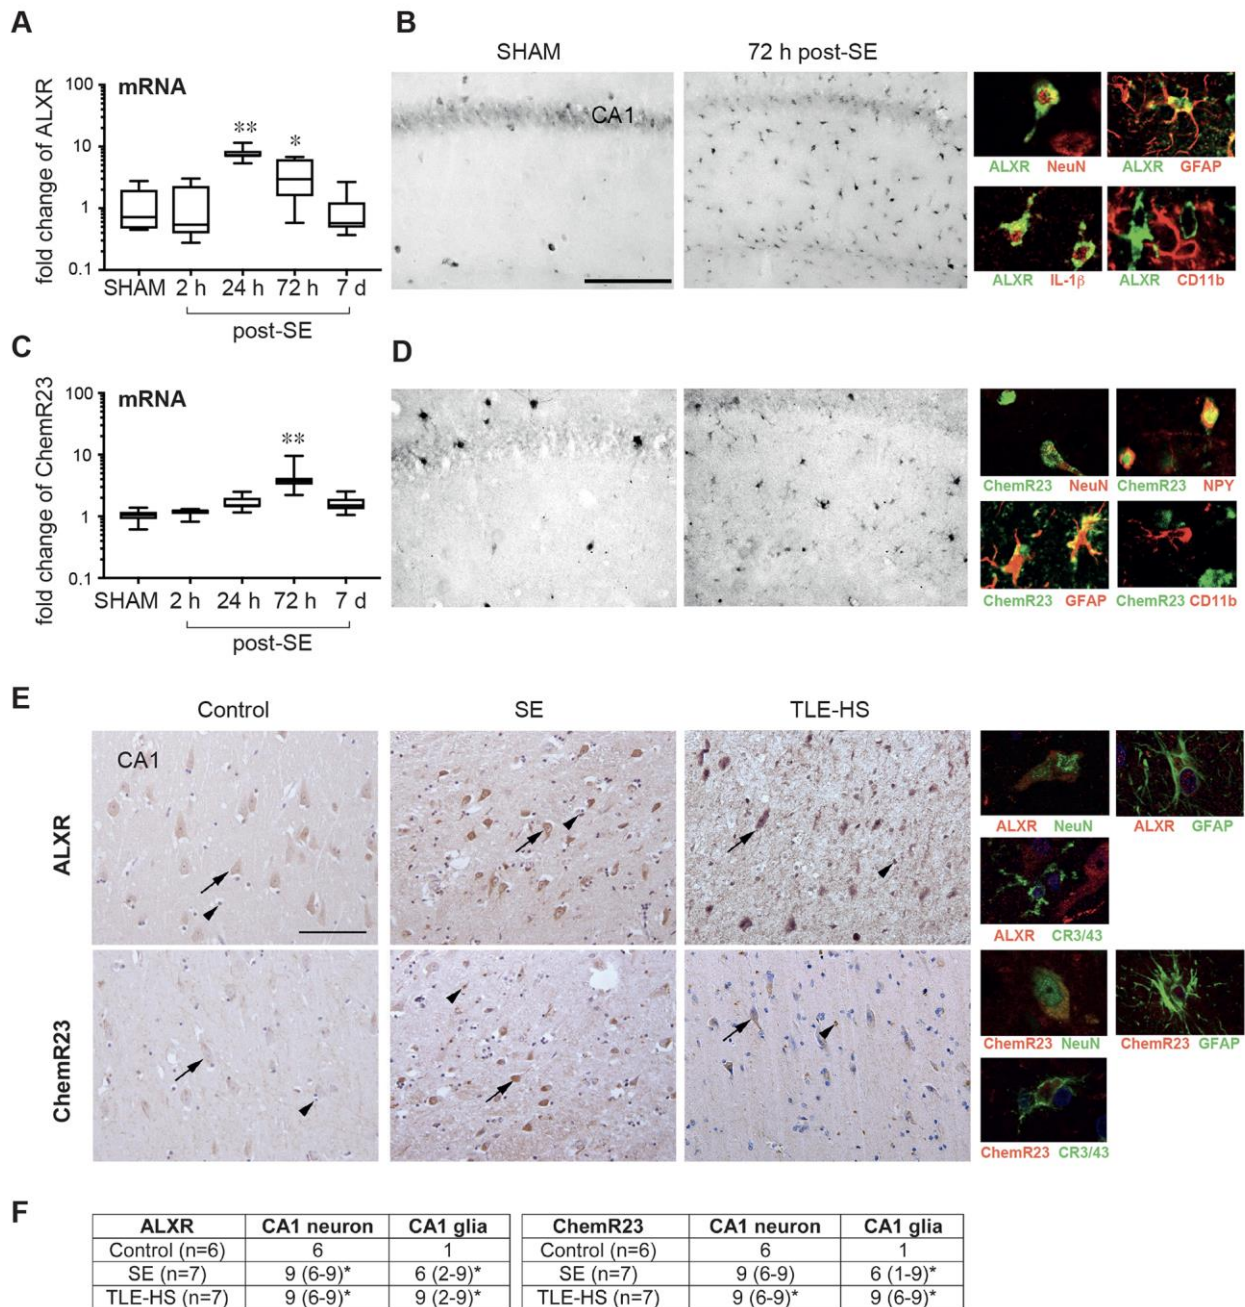 A
fold change of ALXR
mRNA
100
10
1
0.1
**
*
SHAM 2 h 24 h 72 h 7 d
post-SE
B
SHAM 72 h post-SE
CA1
ALXR NeuN ALXR GFAP
ALXR IL-1β ALXR CD11b
C
fold change of ChemR23
mRNA
100
10
1
0.1
**
SHAM 2 h 24 h 72 h 7 d
post-SE
D
ChemR23 NeuN ChemR23 NPY
ChemR23 GFAP ChemR23 CD11b
E
Control SE TLE-HS
ALXR
CA1
ALXR NeuN ALXR GFAP
ALXR CR3/43
ChemR23
ChemR23 NeuN ChemR23 GFAP
ChemR23 CR3/43
F
ALXR CA1 neuron CA1 glia
Control (n=6) 6 1
SE (n=7) 9 (6-9)* 6 (2-9)*
TLE-HS (n=7) 9 (6-9)* 9 (2-9)*
ChemR23 CA1 neuron CA1 glia
Control (n=6) 6 1
SE (n=7) 9 (6-9) 6 (1-9)*
TLE-HS (n=7) 9 (6-9)* 9 (6-9)*